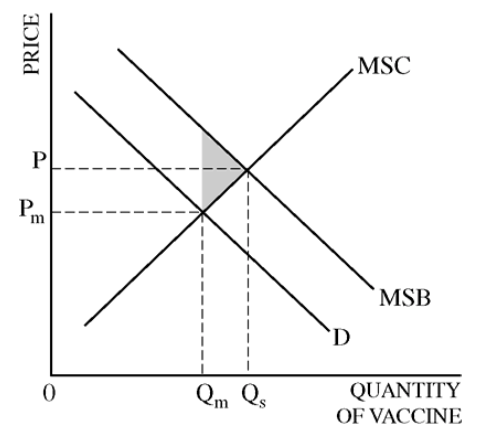 PRICE
MSC
P
Pm
MSB
D
0
Qm Qs
QUANTITY
OF VACCINE